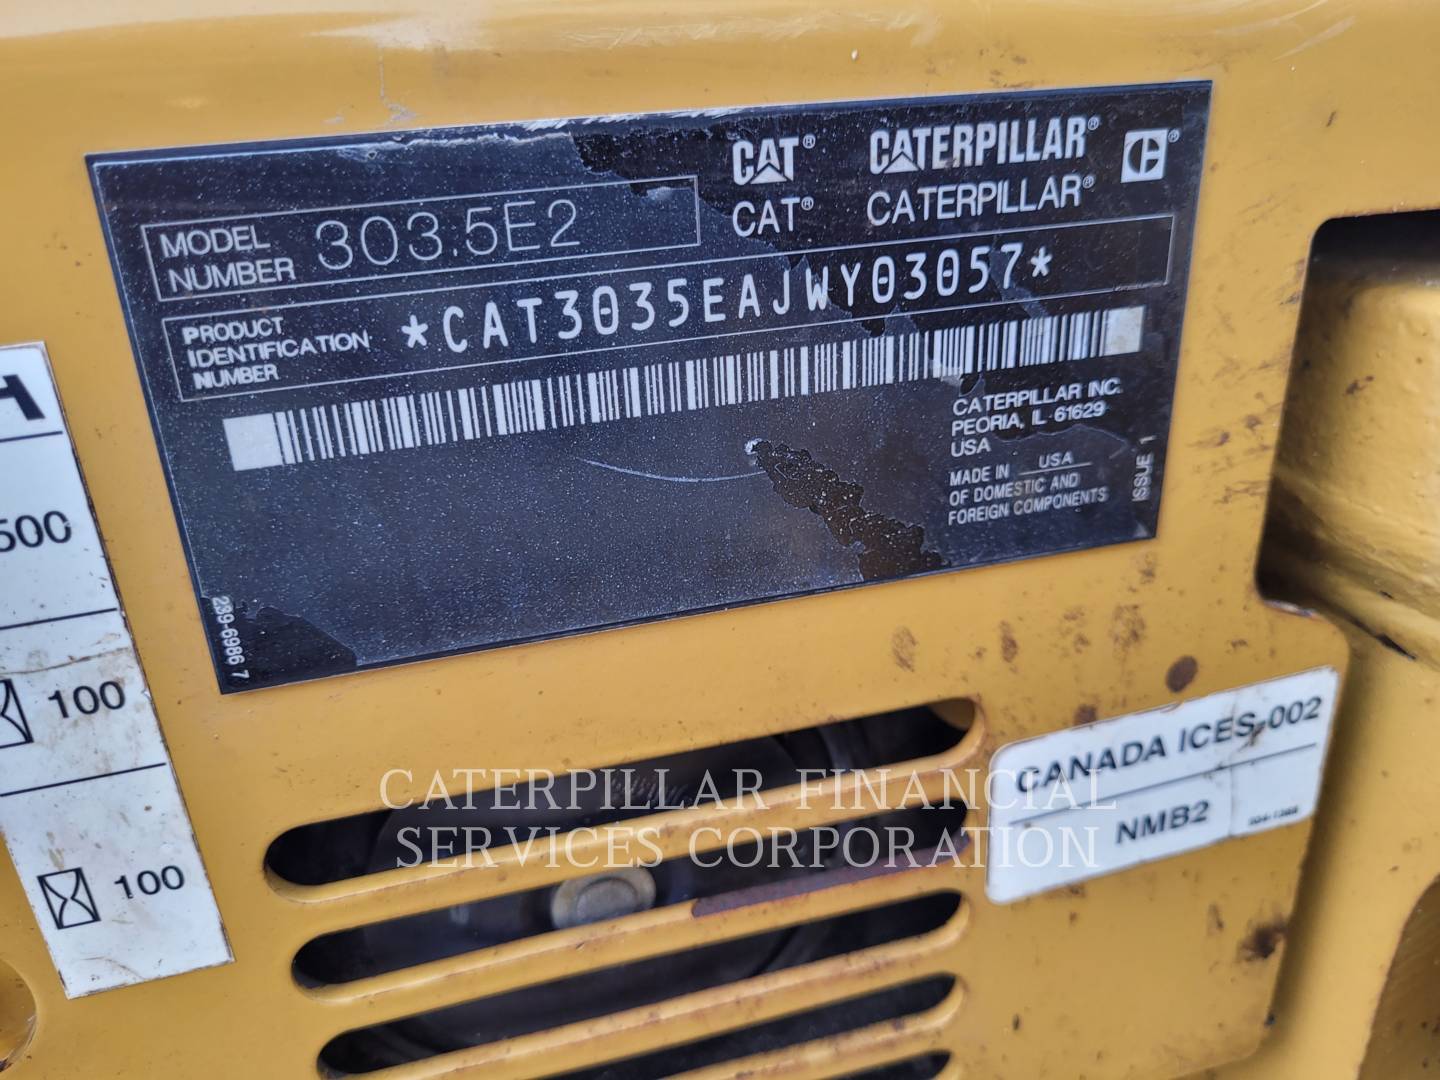 CAT® CATERPILLAR® C®
CAT® CATERPILLAR®
MODEL NUMBER 303.5E2
PRODUCT IDENTIFICATION NUMBER *CAT3035EAJWY03057*
CATERPILLAR INC.
PEORIA, IL 61629
USA
MADE IN USA
OF DOMESTIC AND
FOREIGN COMPONENTS
ISSUE 1
239-6986 7
H
500
100
100
CANADA ICES-002
NMB2
CATERPILLAR FINANCIAL
SERVICES CORPORATION